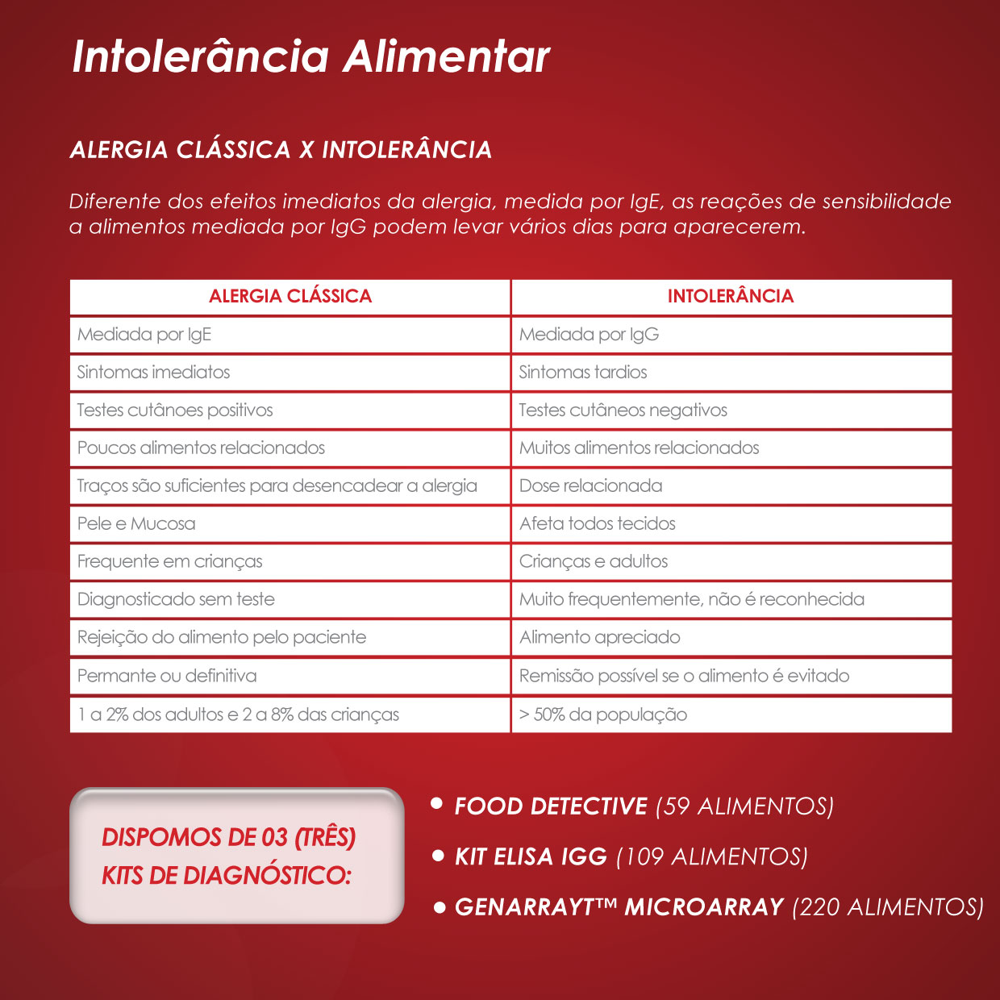 Intolerância Alimentar
ALERGIA CLÁSSICA X INTOLERÂNCIA
Diferente dos efeitos imediatos da alergia, medida por IgE, as reações de sensibilidade
a alimentos mediada por IgG podem levar vários dias para aparecerem.
ALERGIA CLÁSSICA INTOLERÂNCIA
Mediada por IgE Mediada por IgG
Sintomas imediatos Sintomas tardios
Testes cutânoes positivos Testes cutâneos negativos
Poucos alimentos relacionados Muitos alimentos relacionados
Traços são suficientes para desencadear a alergia Dose relacionada
Pele e Mucosa Afeta todos tecidos
Frequente em crianças Crianças e adultos
Diagnosticado sem teste Muito frequentemente, não é reconhecida
Rejeição do alimento pelo paciente Alimento apreciado
Permante ou definitiva Remissão possível se o alimento é evitado
1 a 2% dos adultos e 2 a 8% das crianças > 50% da população
DISPOMOS DE 03 (TRÊS)
KITS DE DIAGNÓSTICO:
• FOOD DETECTIVE (59 ALIMENTOS)
• KIT ELISA IGG (109 ALIMENTOS)
• GENARRAYT™ MICROARRAY (220 ALIMENTOS)